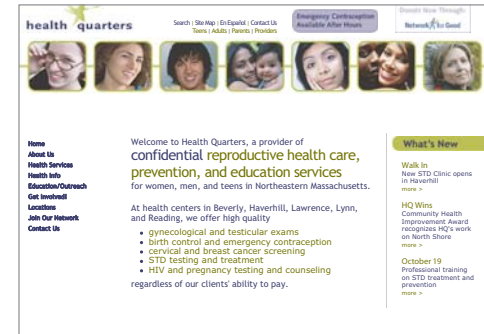 health quarters
Search | Site Map | En Español | Contact Us
Teens | Adults | Parents | Providers
Emergency Contraception
Available After Hours
Donate Now Through
Network for Good
Home
About Us
Health Services
Health Info
Education/Outreach
Get Involved!
Locations
Join Our Network
Contact Us
Welcome to Health Quarters, a provider of
confidential reproductive health care,
prevention, and education services
for women, men, and teens in Northeastern Massachusetts.
At health centers in Beverly, Haverhill, Lawrence, Lynn,
and Reading, we offer high quality
gynecological and testicular exams
birth control and emergency contraception
cervical and breast cancer screening
STD testing and treatment
HIV and pregnancy testing and counseling
regardless of our clients' ability to pay.
What's New
Walk In
New STD Clinic opens
in Haverhill
more >
HQ Wins
Community Health
Improvement Award
recognizes HQ's work
on North Shore
more >
October 19
Professional training
on STD treatment and
prevention
more >